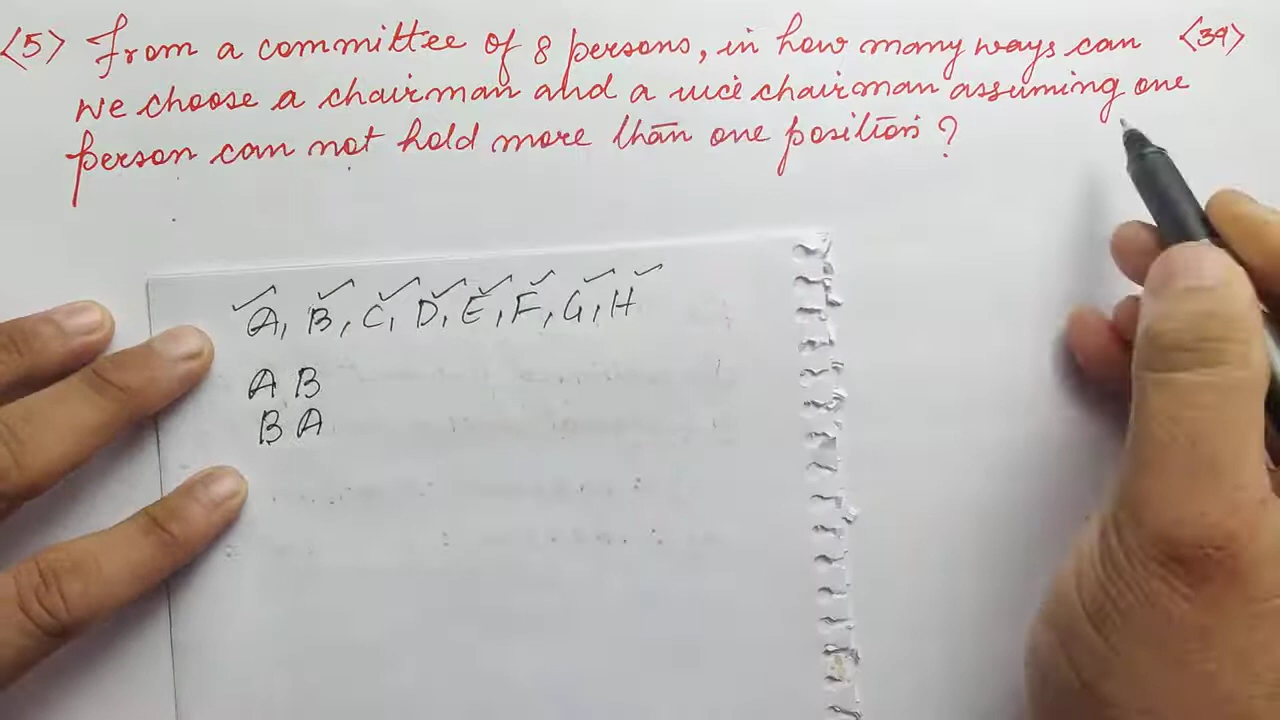 <5> From a committee of 8 persons, in how many ways can <39>
we choose a chairman and a vice chairman assuming one
person can not hold more than one position?
A, B, C, D, E, F, G, H
A B
B A